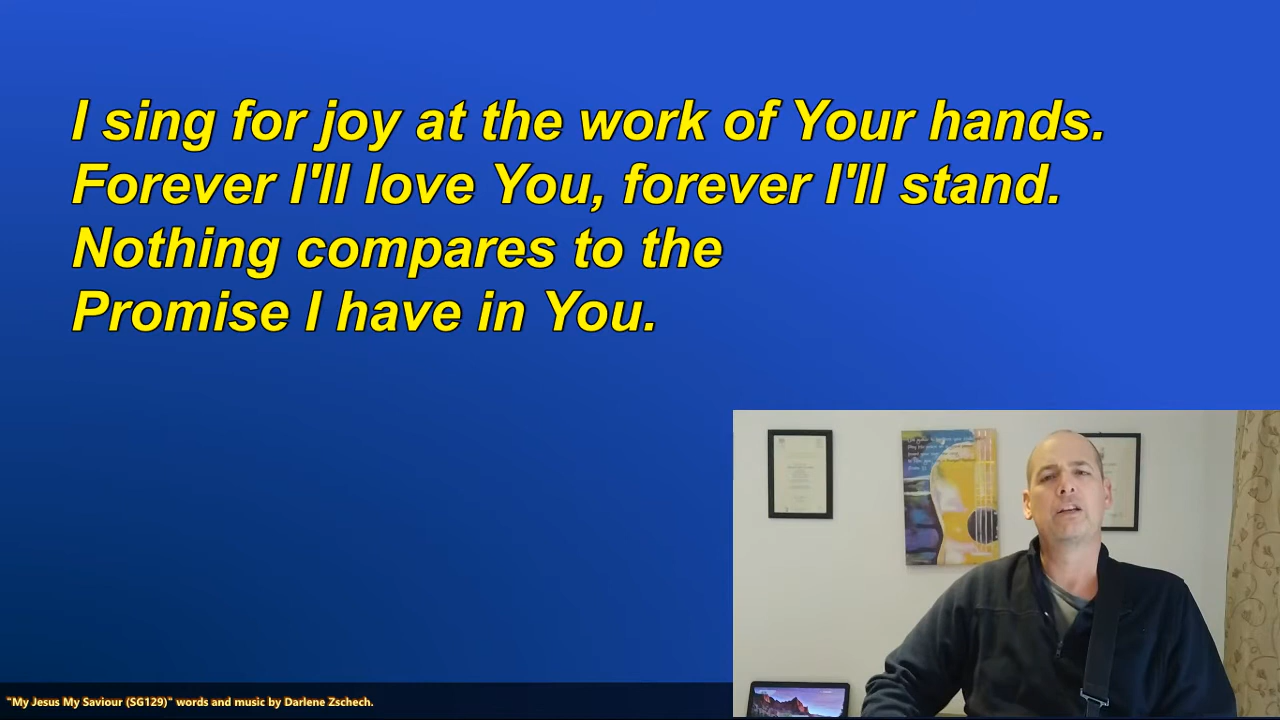 I sing for joy at the work of Your hands.
Forever I'll love You, forever I'll stand.
Nothing compares to the
Promise I have in You.
"My Jesus My Saviour (SG129)" words and music by Darlene Zschech.